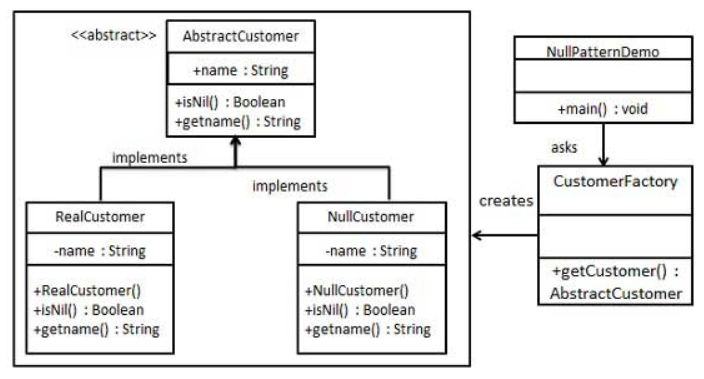 <<abstract>>
AbstractCustomer
+name : String
+isNil() : Boolean
+getname() : String
implements
implements
RealCustomer
-name : String
+RealCustomer()
+isNil() : Boolean
+getname() : String
NullCustomer
-name : String
+NullCustomer()
+isNil() : Boolean
+getname() : String
NullPatternDemo
+main() : void
asks
CustomerFactory
creates
+getCustomer() :
AbstractCustomer